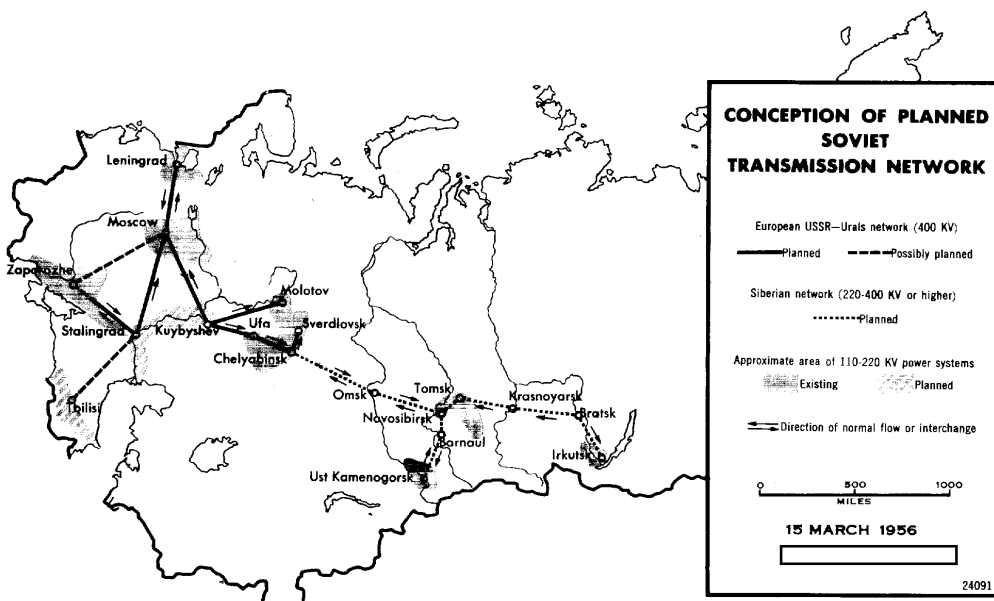 Leningrad
Moscow
Zaporozhe
Stalingrad
Kuybyshev
Ufa
Molotov
Sverdlovsk
Chelyabinsk
Omsk
Tomsk
Novosibirsk
Krasnoyarsk
Bratsk
Barnaul
Irkutsk
Ust Kamenogorsk
Tbilisi
CONCEPTION OF PLANNED
SOVIET
TRANSMISSION NETWORK
European USSR—Urals network (400 KV)
Planned
Possibly planned
Siberian network (220-400 KV or higher)
Planned
Approximate area of 110-220 KV power systems
Existing
Planned
Direction of normal flow or interchange
0 500 1000
MILES
15 MARCH 1956
24091